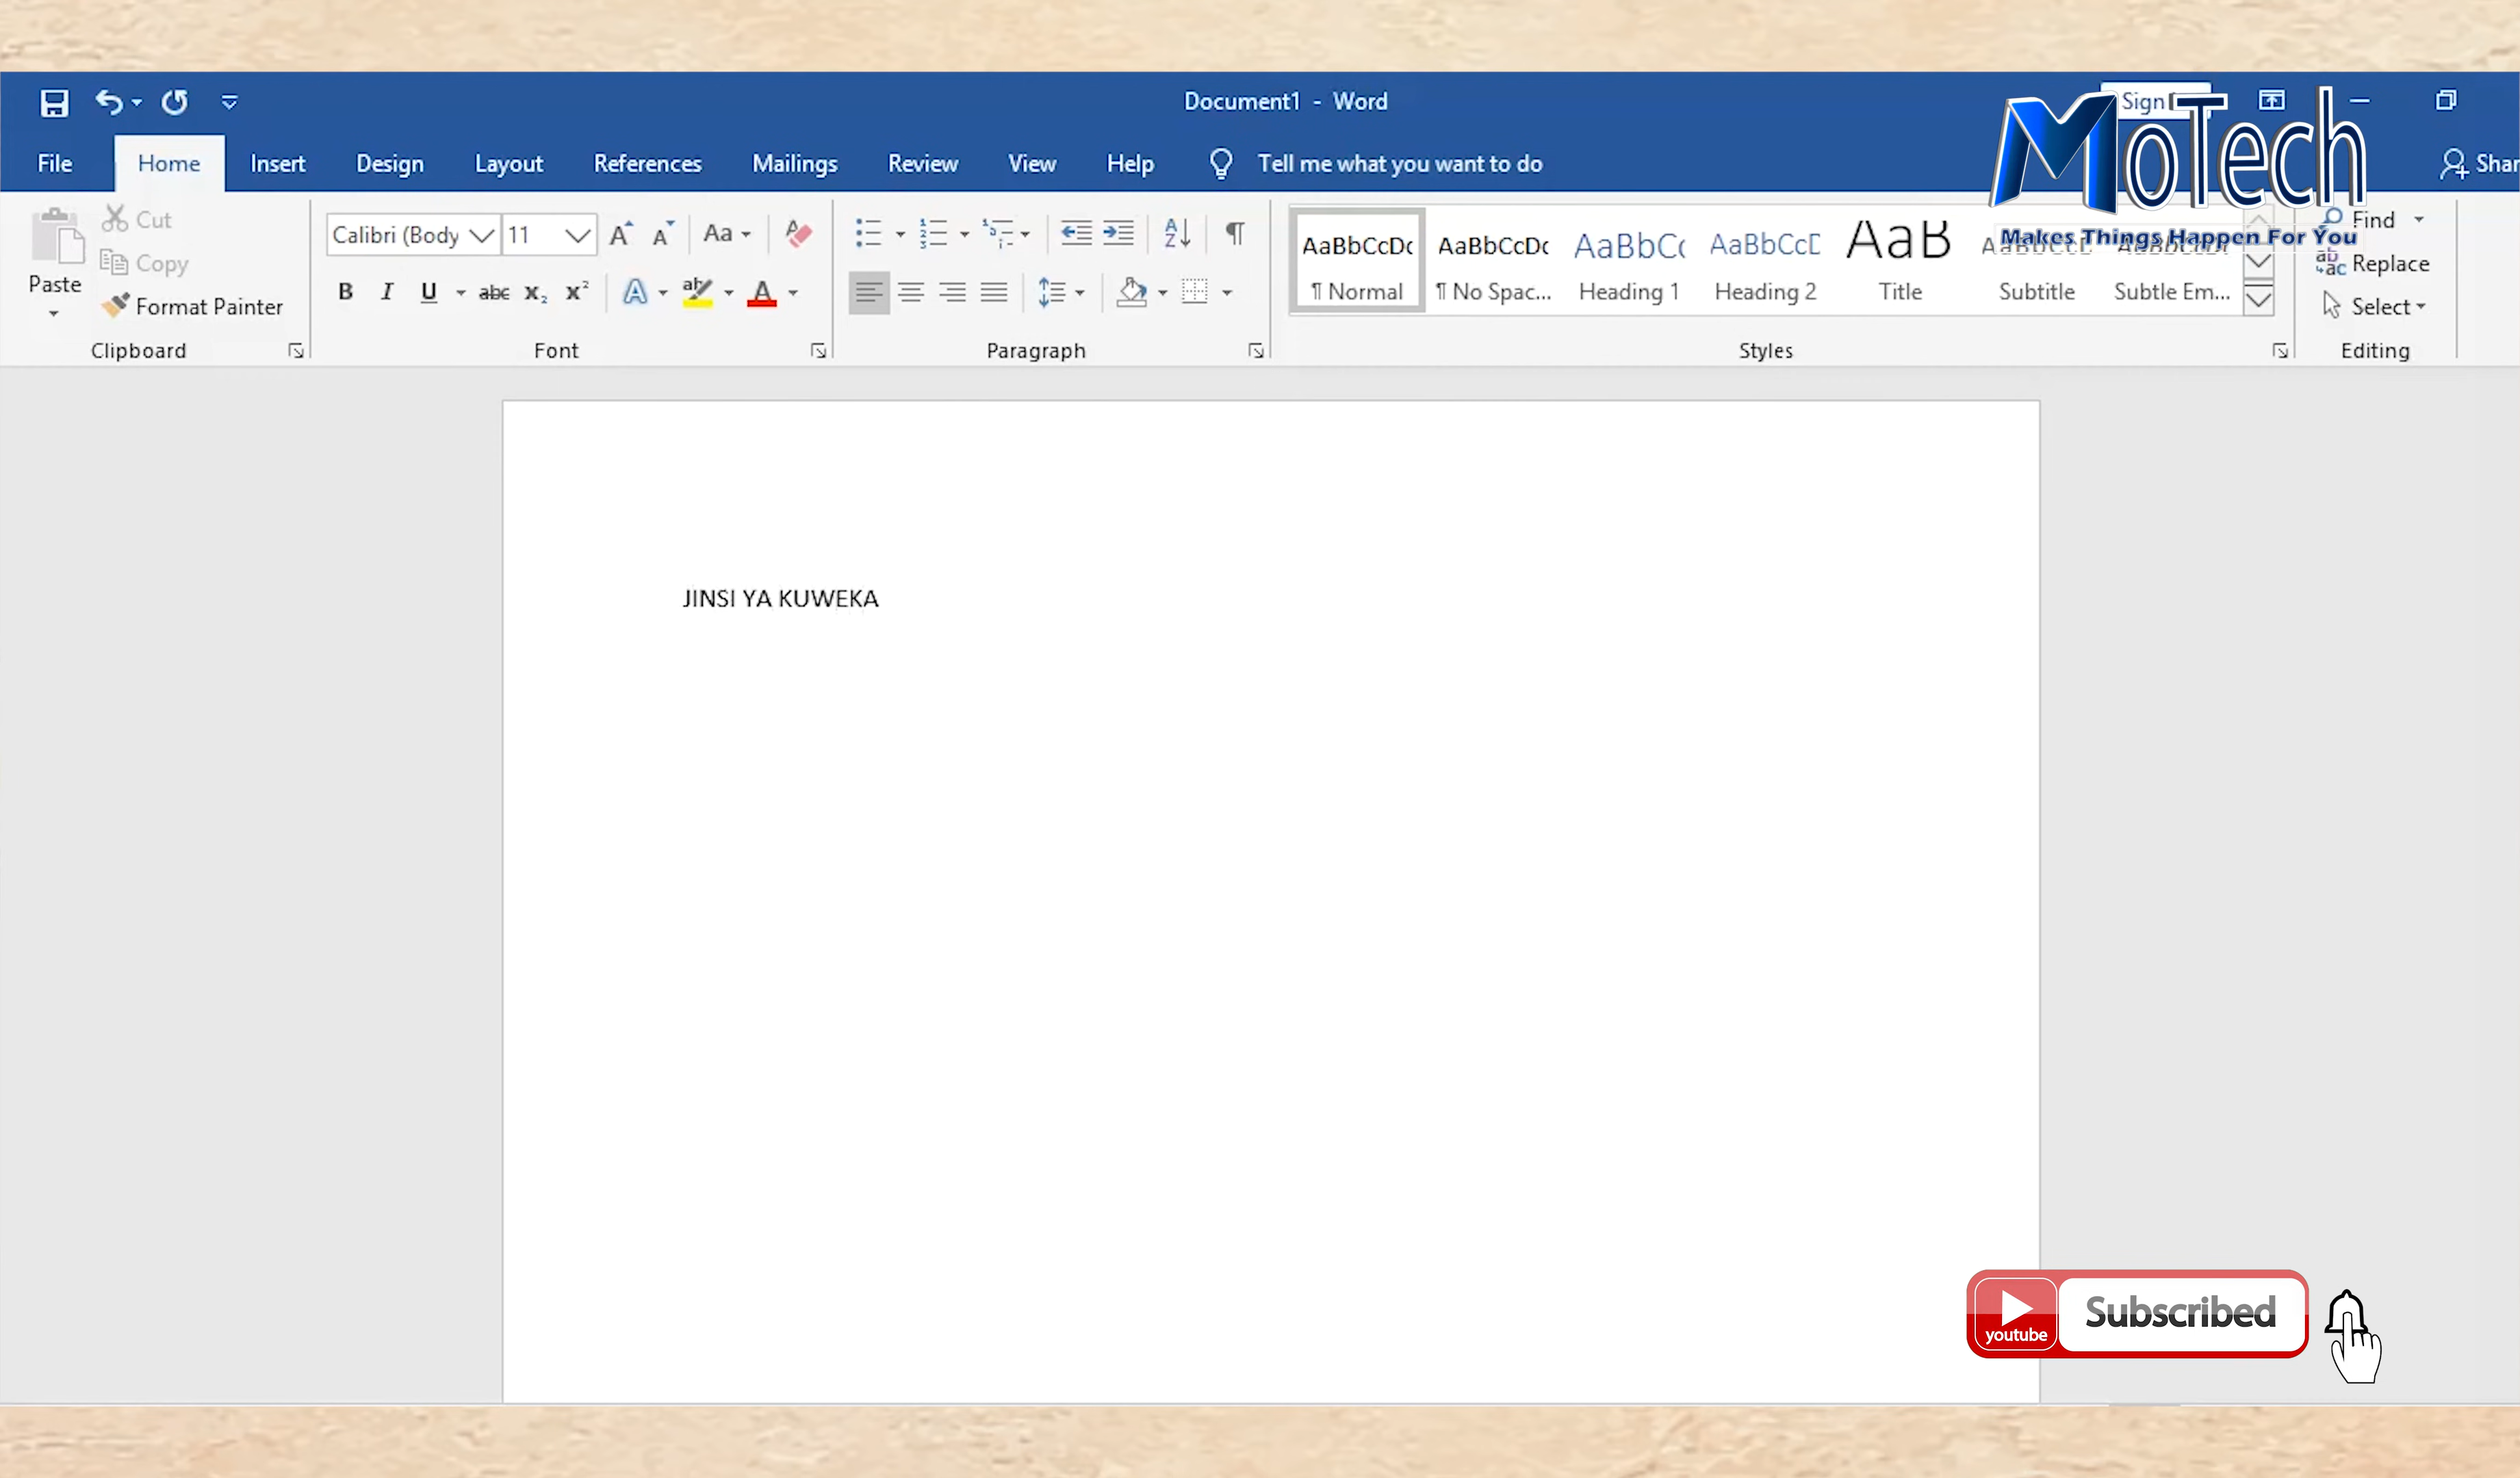 Document1 - Word
Sign
MoTech
File Home Insert Design Layout References Mailings Review View Help Tell me what you want to do
Makes Things Happen For You
Paste
Cut
Copy
Format Painter
Clipboard
Calibri (Body
11
Aa
B I U abc X₂ X²
Font
Paragraph
AaBbCcDc AaBbCcDc AaBbCc AaBbCcD AaB
¶ Normal ¶ No Spac... Heading 1 Heading 2 Title Subtitle Subtle Em...
Styles
Find
Replace
Select
Editing
JINSI YA KUWEKA
youtube
Subscribed